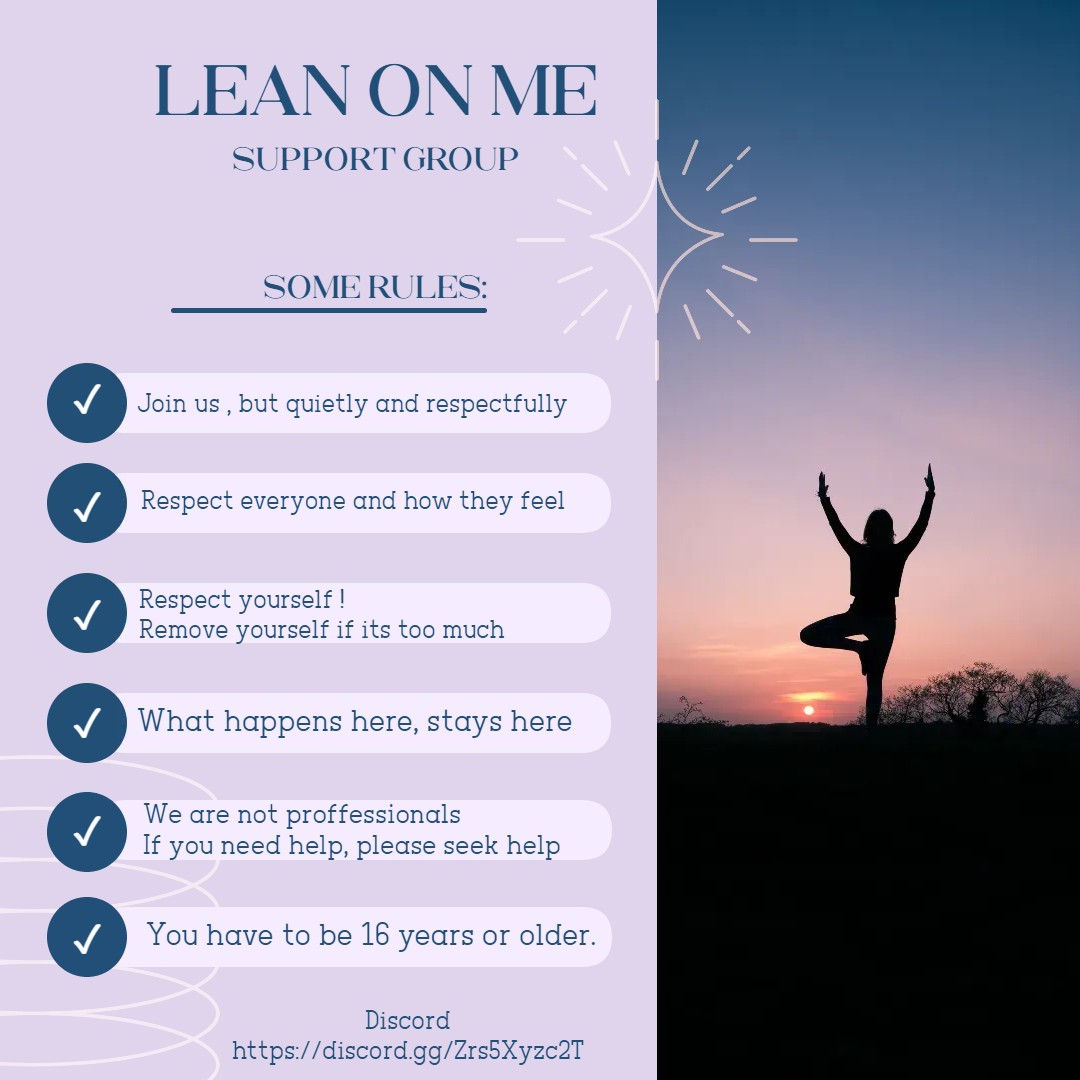 LEAN ON ME
SUPPORT GROUP
SOME RULES:
Join us , but quietly and respectfully
Respect everyone and how they feel
Respect yourself !
Remove yourself if its too much
What happens here, stays here
We are not proffessionals
If you need help, please seek help
You have to be 16 years or older.
Discord
https://discord.gg/Zrs5Xyzc2T